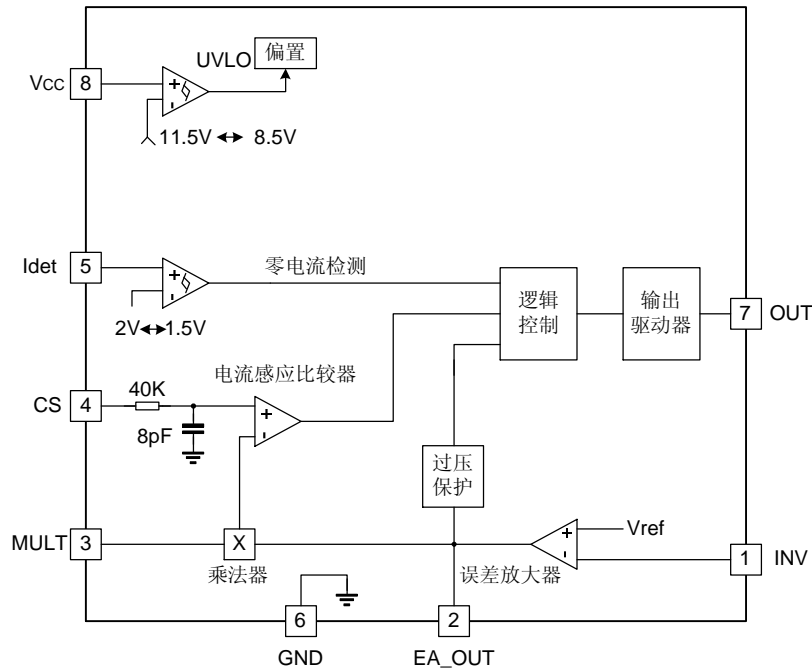 偏置
UVLO
Vcc
8
+
-
11.5V 8.5V
Idet
5
+
-
零电流检测
2V 1.5V
逻辑
控制
输出
驱动器
7
OUT
电流感应比较器
CS
4
40K
8pF
+
-
过压
保护
MULT
3
X
乘法器
Vref
+
-
误差放大器
1
INV
6
GND
2
EA_OUT